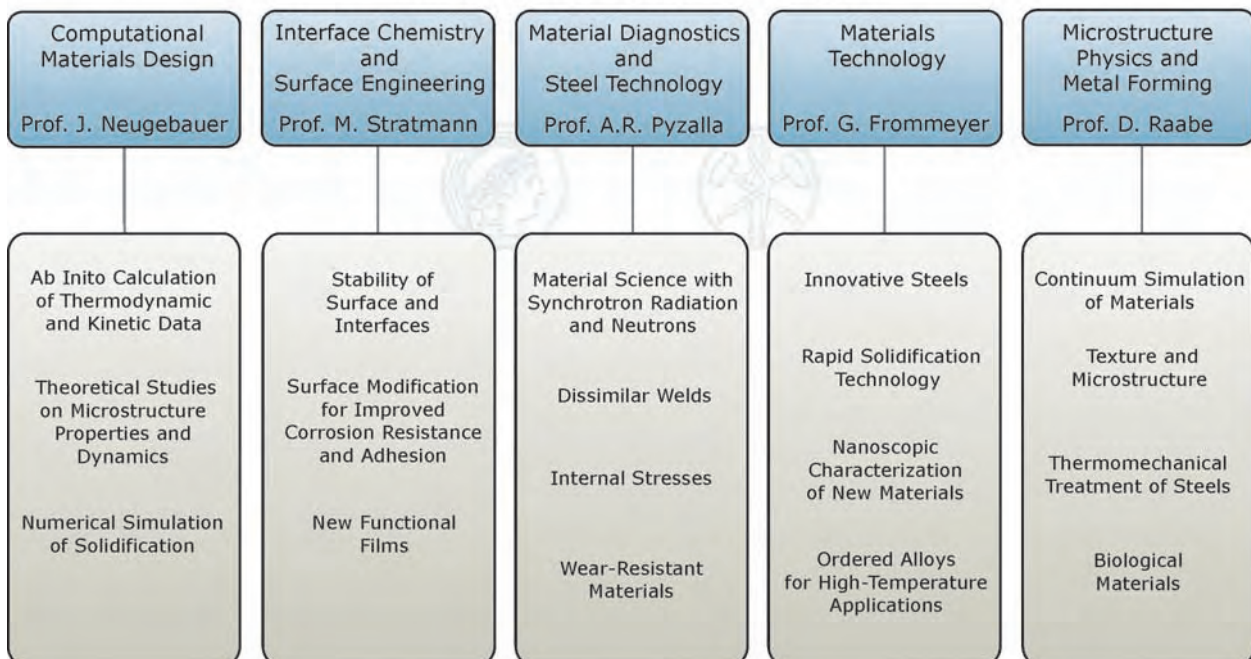 Computational
Materials Design
Prof. J. Neugebauer
Interface Chemistry
and
Surface Engineering
Prof. M. Stratmann
Material Diagnostics
and
Steel Technology
Prof. A.R. Pyzalla
Materials
Technology
Prof. G. Frommeyer
Microstructure
Physics and
Metal Forming
Prof. D. Raabe
Ab Inito Calculation
of Thermodynamic
and Kinetic Data
Theoretical Studies
on Microstructure
Properties and
Dynamics
Numerical Simulation
of Solidification
Stability of
Surface and
Interfaces
Surface Modification
for Improved
Corrosion Resistance
and Adhesion
New Functional
Films
Material Science with
Synchrotron Radiation
and Neutrons
Dissimilar Welds
Internal Stresses
Wear-Resistant
Materials
Innovative Steels
Rapid Solidification
Technology
Nanoscopic
Characterization
of New Materials
Ordered Alloys
for High-Temperature
Applications
Continuum Simulation
of Materials
Texture and
Microstructure
Thermomechanical
Treatment of Steels
Biological
Materials